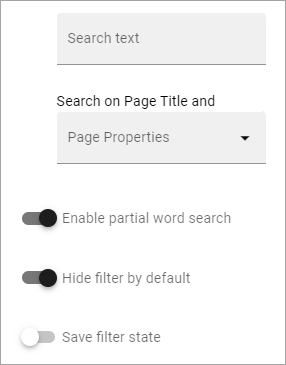 Search text
Search on Page Title and
Page Properties
Enable partial word search
Hide filter by default
Save filter state